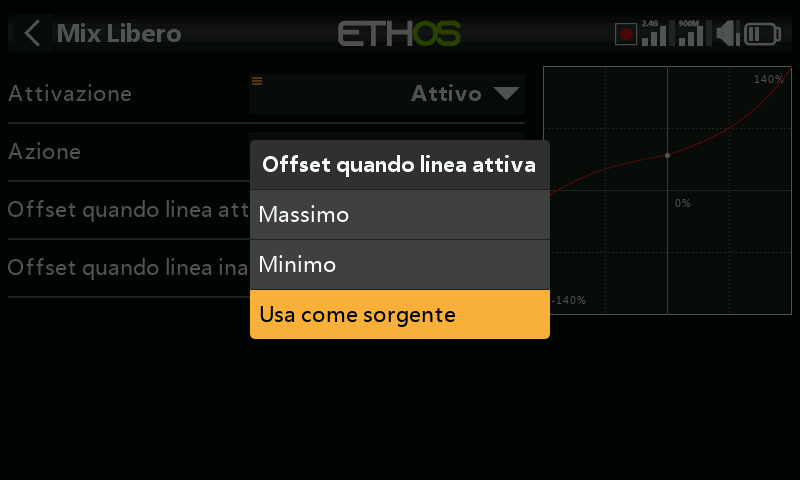 Mix Libero
ETHOS
2.4G
900M
Attivazione
Attivo
140%
Azione
Offset quando linea attiva
Massimo
Offset quando linea att
0%
Minimo
Offset quando linea ina
-140%
Usa come sorgente